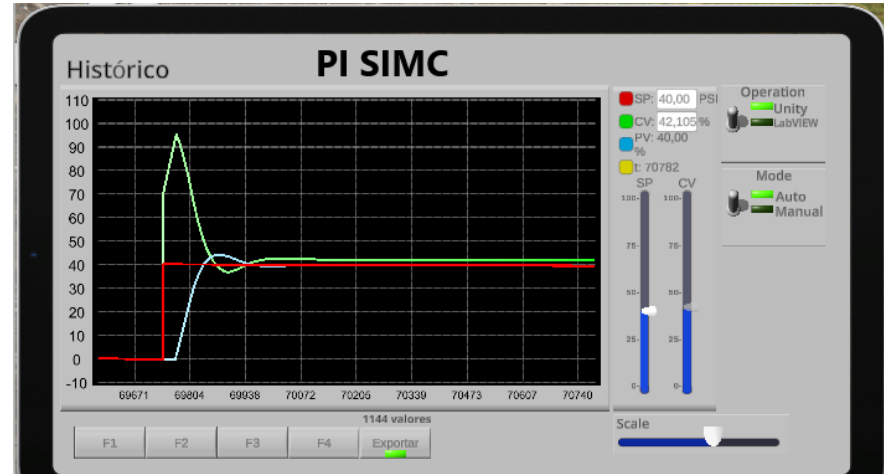 PI SIMC
Histórico
110
100
90
80
70
60
50
40
30
20
10
0
-10
69671 69804 69938 70072 70205 70339 70473 70607 70740
1144 valores
F1 F2 F3 F4 Exportar
SP: 40,00 PSI
CV: 42,105 %
PV: 40,00
%
t: 70782
SP CV
100- 100-
75- 75-
50- 50-
25- 25-
0- 0-
Operation
Unity
LabVIEW
Mode
Auto
Manual
Scale